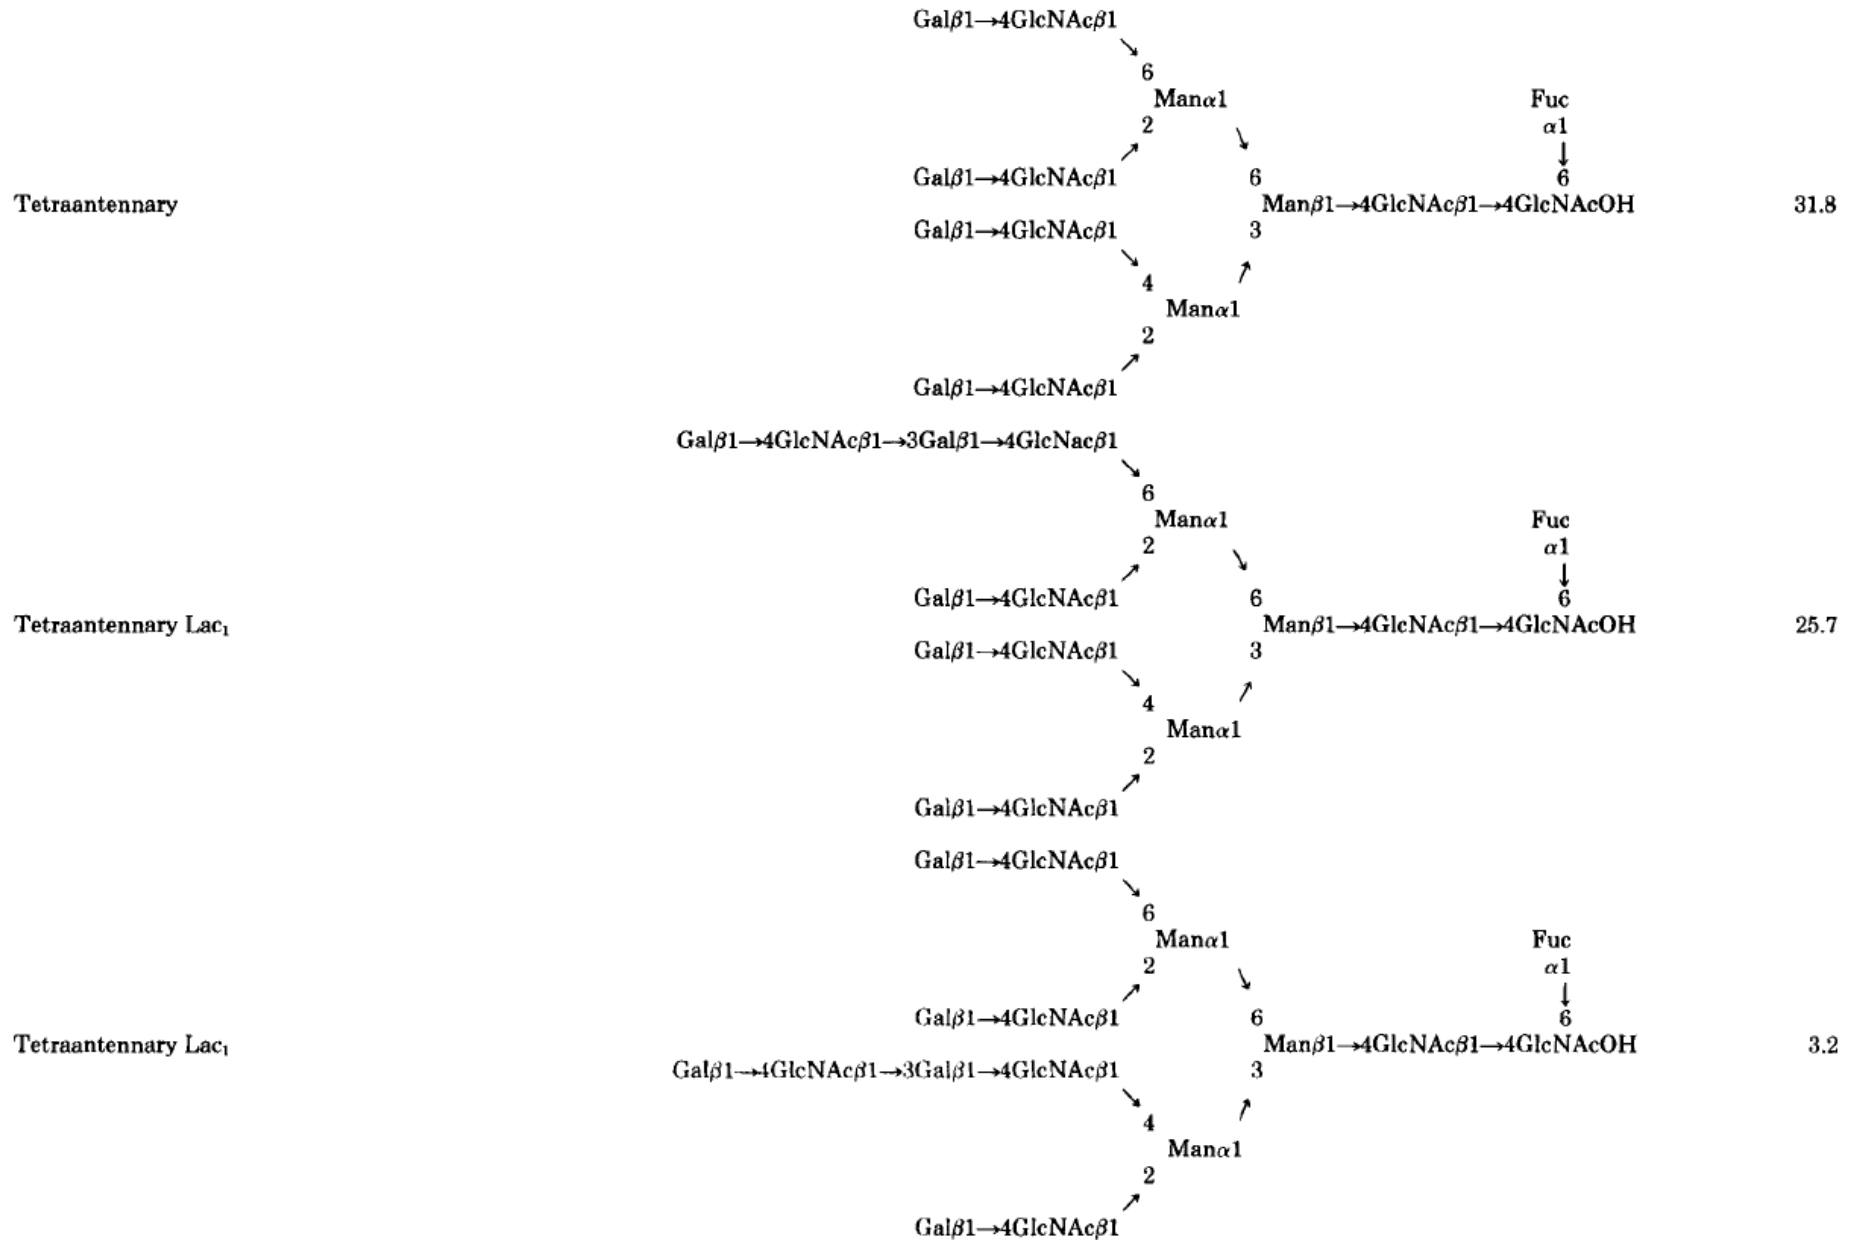 Galβ1→4GlcNAcβ1
↘
6
Manα1 Fuc
2 ↘ α1
↗ ↓
Galβ1→4GlcNAcβ1 6 6
Tetraantennary Manβ1→4GlcNAcβ1→4GlcNAcOH 31.8
Galβ1→4GlcNAcβ1 3
↘ ↗
4
Manα1
2
↗
Galβ1→4GlcNAcβ1
Galβ1→4GlcNAcβ1→3Galβ1→4GlcNacβ1
↘
6
Manα1 Fuc
2 ↘ α1
↗ ↓
Galβ1→4GlcNAcβ1 6 6
Tetraantennary Lac₁ Manβ1→4GlcNAcβ1→4GlcNAcOH 25.7
Galβ1→4GlcNAcβ1 3
↘ ↗
4
Manα1
2
↗
Galβ1→4GlcNAcβ1
Galβ1→4GlcNAcβ1
↘
6
Manα1 Fuc
2 ↘ α1
↗ ↓
Galβ1→4GlcNAcβ1 6 6
Tetraantennary Lac₁ Manβ1→4GlcNAcβ1→4GlcNAcOH 3.2
Galβ1→4GlcNAcβ1→3Galβ1→4GlcNAcβ1 3
↘ ↗
4
Manα1
2
↗
Galβ1→4GlcNAcβ1